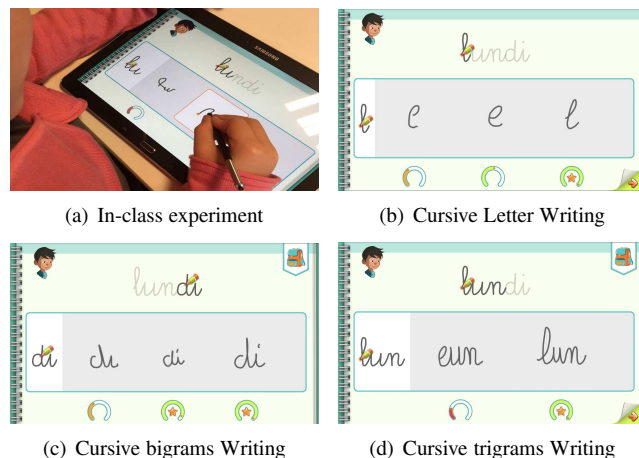 SAMSUNG
lundi
lu
(a) In-class experiment
lundi
l e e l
(b) Cursive Letter Writing
lundi
di du di di
(c) Cursive bigrams Writing
lundi
lun eun lun
(d) Cursive trigrams Writing